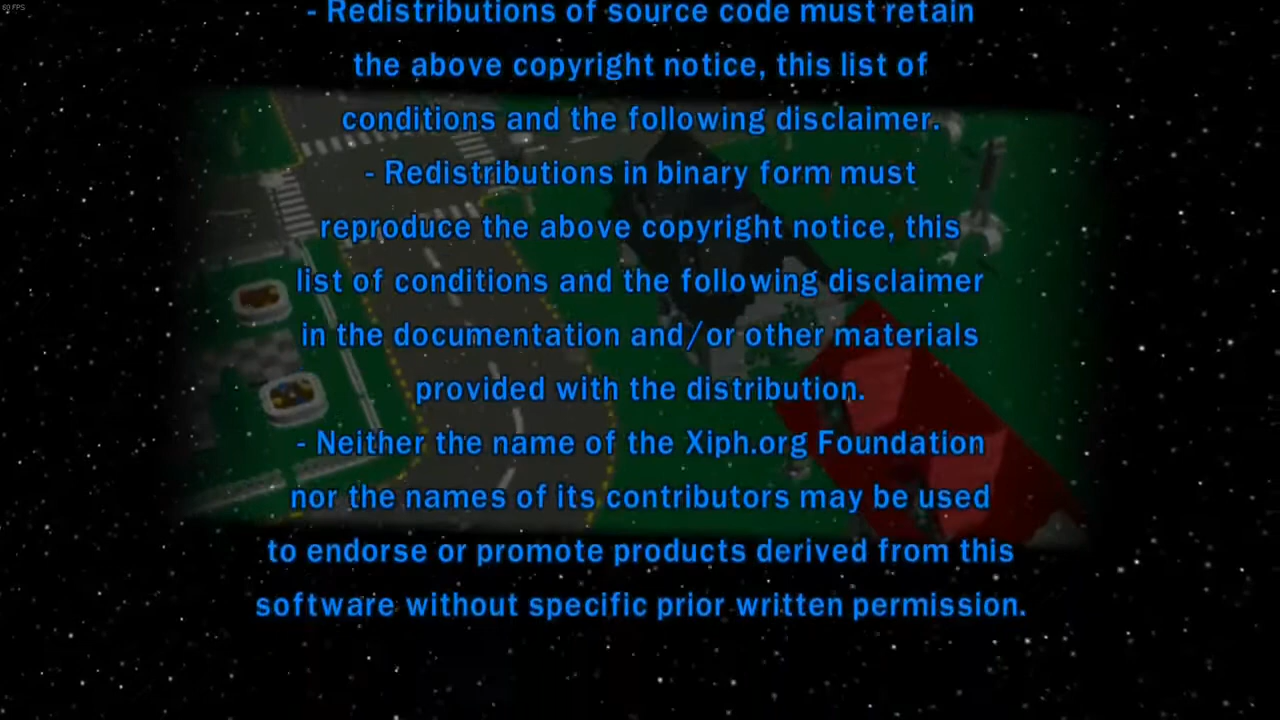 60 FPS
- Redistributions of source code must retain
the above copyright notice, this list of
conditions and the following disclaimer.
- Redistributions in binary form must
reproduce the above copyright notice, this
list of conditions and the following disclaimer
in the documentation and/or other materials
provided with the distribution.
- Neither the name of the Xiph.org Foundation
nor the names of its contributors may be used
to endorse or promote products derived from this
software without specific prior written permission.